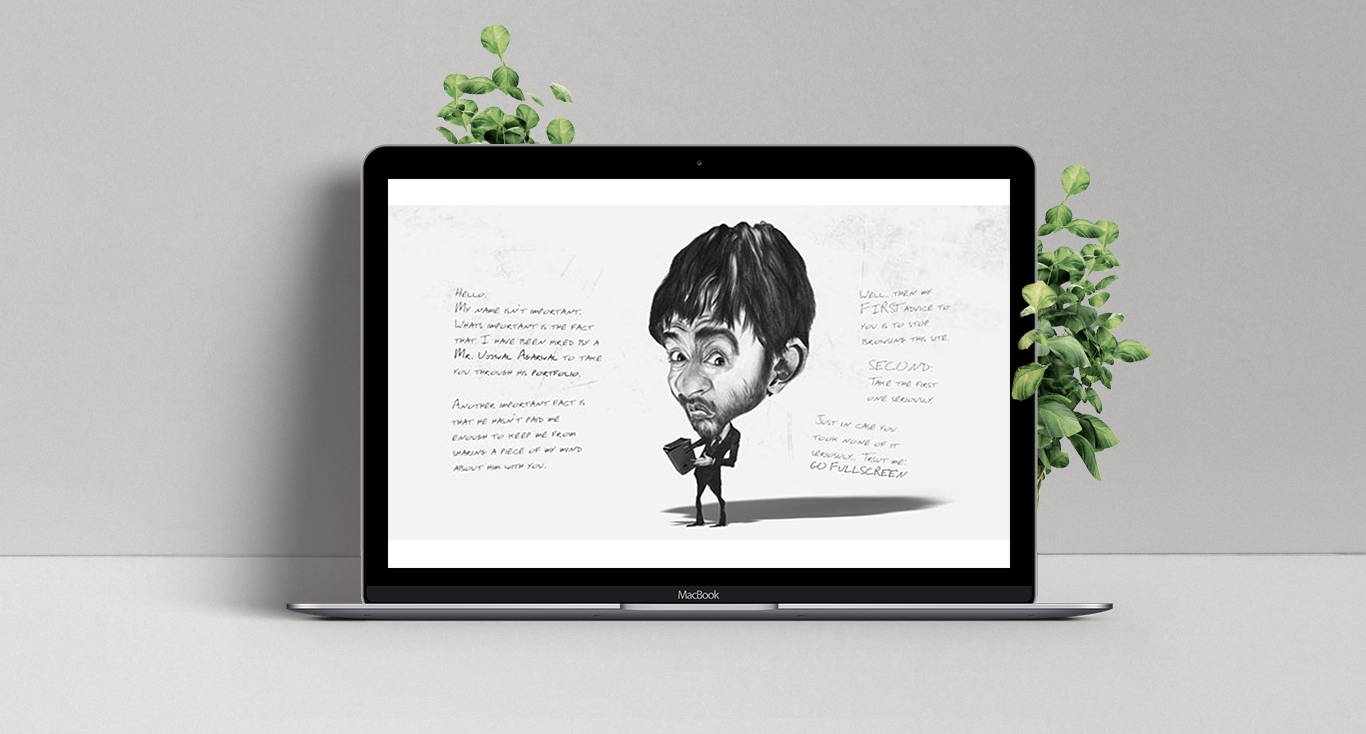 HELLO.
MY NAME ISN'T IMPORTANT.
WHATS IMPORTANT IS THE FACT
THAT I HAVE BEEN HIRED BY A
MR. UJJWAL AGARWAL TO TAKE
YOU THROUGH HIS PORTFOLIO.
ANOTHER IMPORTANT FACT IS
THAT HE HASN'T PAID ME
ENOUGH TO KEEP ME FROM
SHARING A PIECE OF MY MIND
ABOUT HIM WITH YOU.
WELL. THEN MY
FIRST ADVICE TO
YOU IS TO STOP
BROWSING THIS SITE.
SECOND:
TAKE THE FIRST
ONE SERIOUSLY.
JUST IN CASE YOU
TOOK NONE OF IT
SERIOUSLY. TRUST ME:
GO FULLSCREEN
MacBook